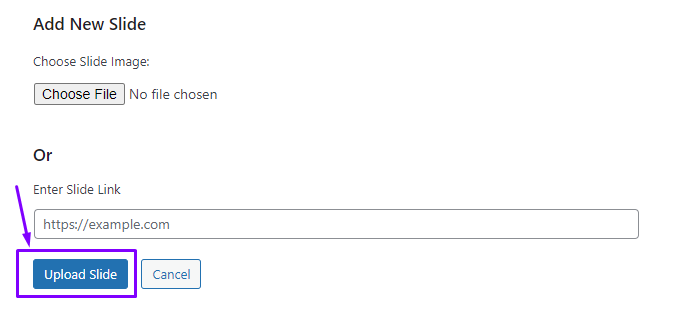 Add New Slide
Choose Slide Image:
Choose File No file chosen
Or
Enter Slide Link
https://example.com
Upload Slide Cancel